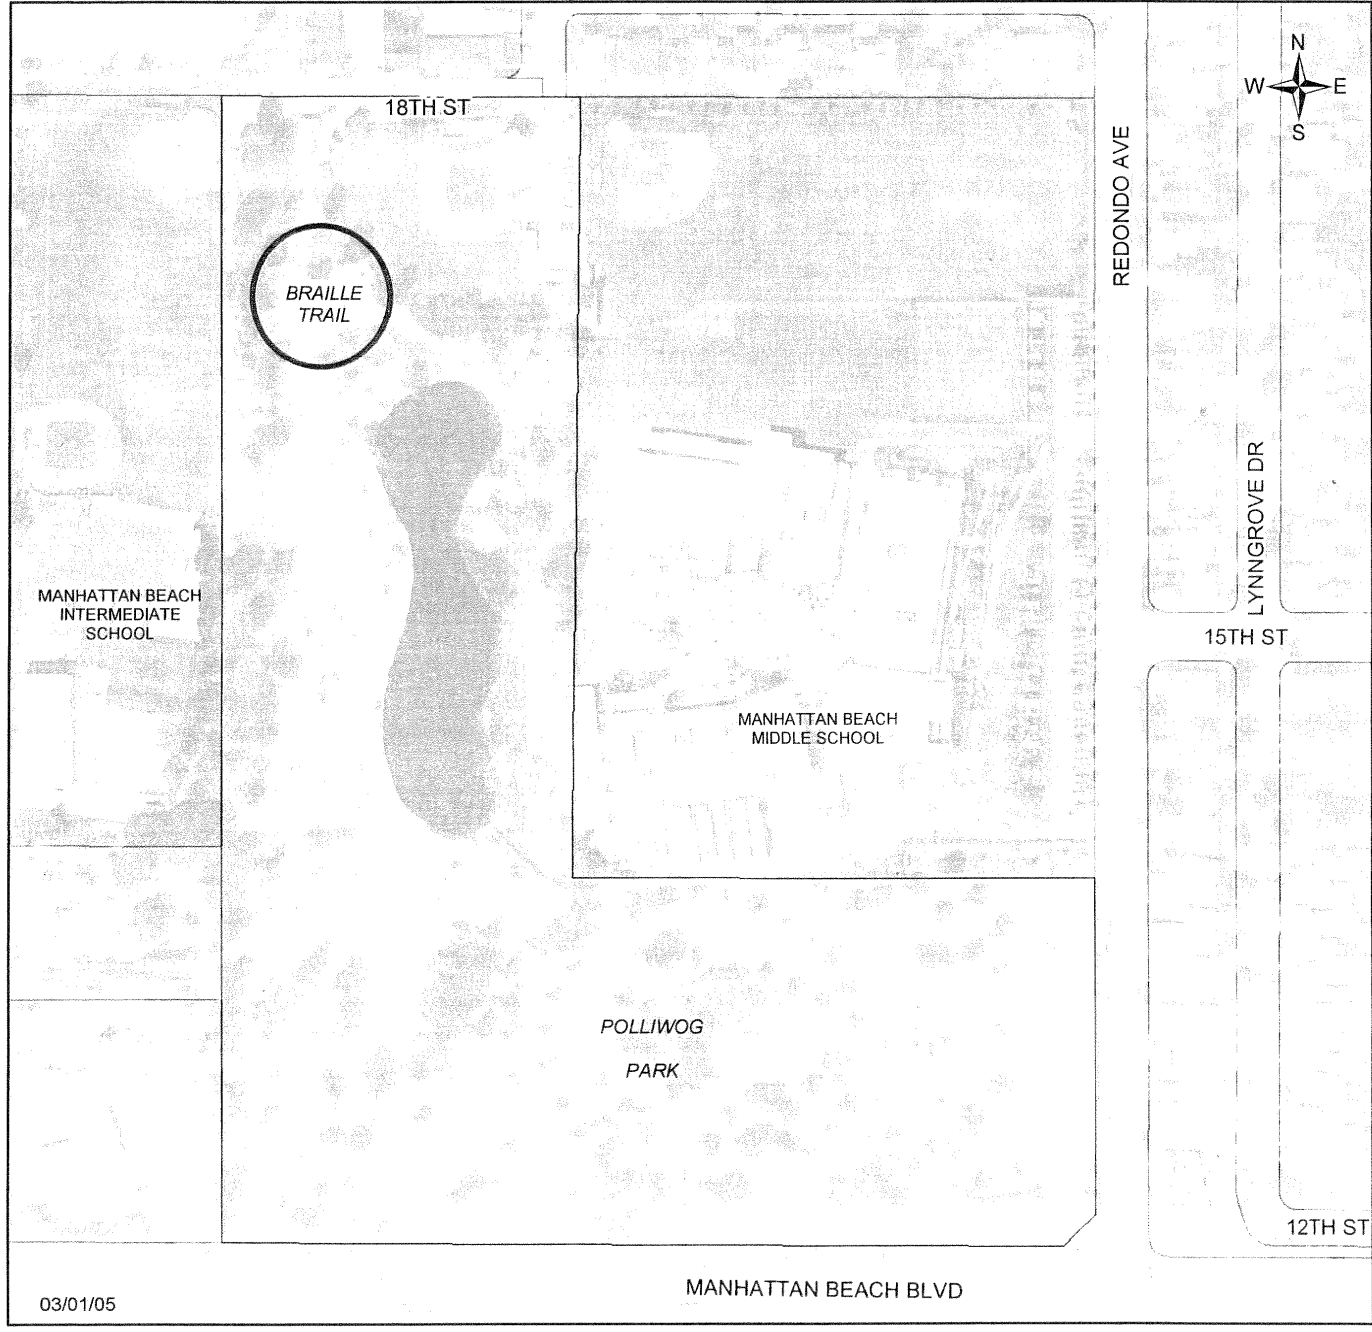 N
W E
S
18TH ST
REDONDO AVE
BRAILLE
TRAIL
LYNNGROVE DR
MANHATTAN BEACH
INTERMEDIATE
SCHOOL
15TH ST
MANHATTAN BEACH
MIDDLE SCHOOL
POLLIWOG
PARK
12TH ST
MANHATTAN BEACH BLVD
03/01/05